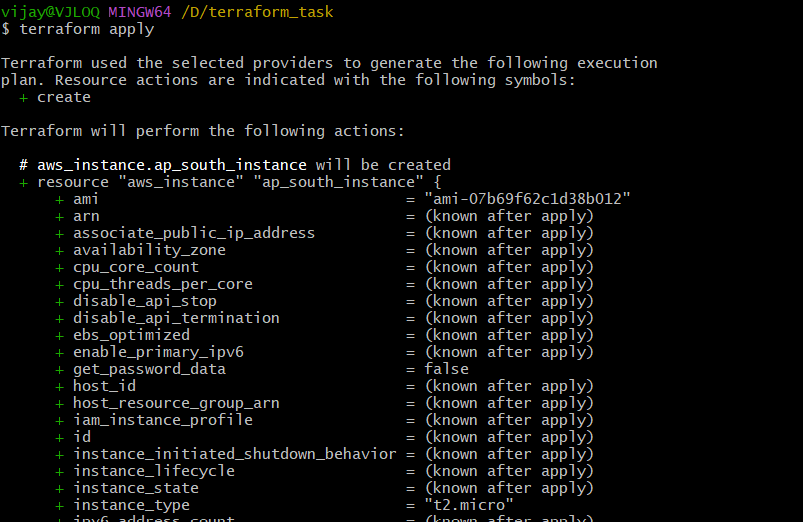 vijay@VJLOQ MINGW64 /D/terraform_task
$ terraform apply
Terraform used the selected providers to generate the following execution
plan. Resource actions are indicated with the following symbols:
+ create
Terraform will perform the following actions:
# aws_instance.ap_south_instance will be created
+ resource "aws_instance" "ap_south_instance" {
+ ami = "ami-07b69f62c1d38b012"
+ arn = (known after apply)
+ associate_public_ip_address = (known after apply)
+ availability_zone = (known after apply)
+ cpu_core_count = (known after apply)
+ cpu_threads_per_core = (known after apply)
+ disable_api_stop = (known after apply)
+ disable_api_termination = (known after apply)
+ ebs_optimized = (known after apply)
+ enable_primary_ipv6 = (known after apply)
+ get_password_data = false
+ host_id = (known after apply)
+ host_resource_group_arn = (known after apply)
+ iam_instance_profile = (known after apply)
+ id = (known after apply)
+ instance_initiated_shutdown_behavior = (known after apply)
+ instance_lifecycle = (known after apply)
+ instance_state = (known after apply)
+ instance_type = "t2.micro"
+ ipv6_address_count = (known after apply)